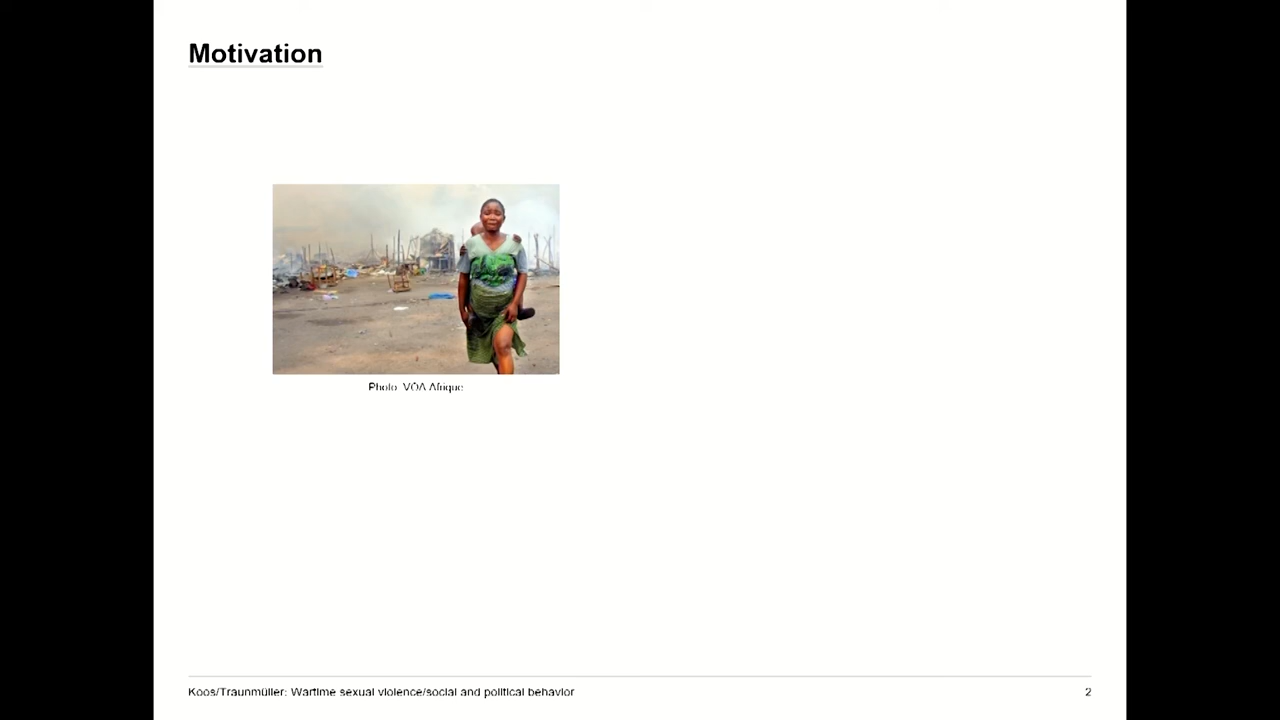 Motivation
Photo: VOA Afrique
Koos/Traunmüller: Wartime sexual violence/social and political behavior
2